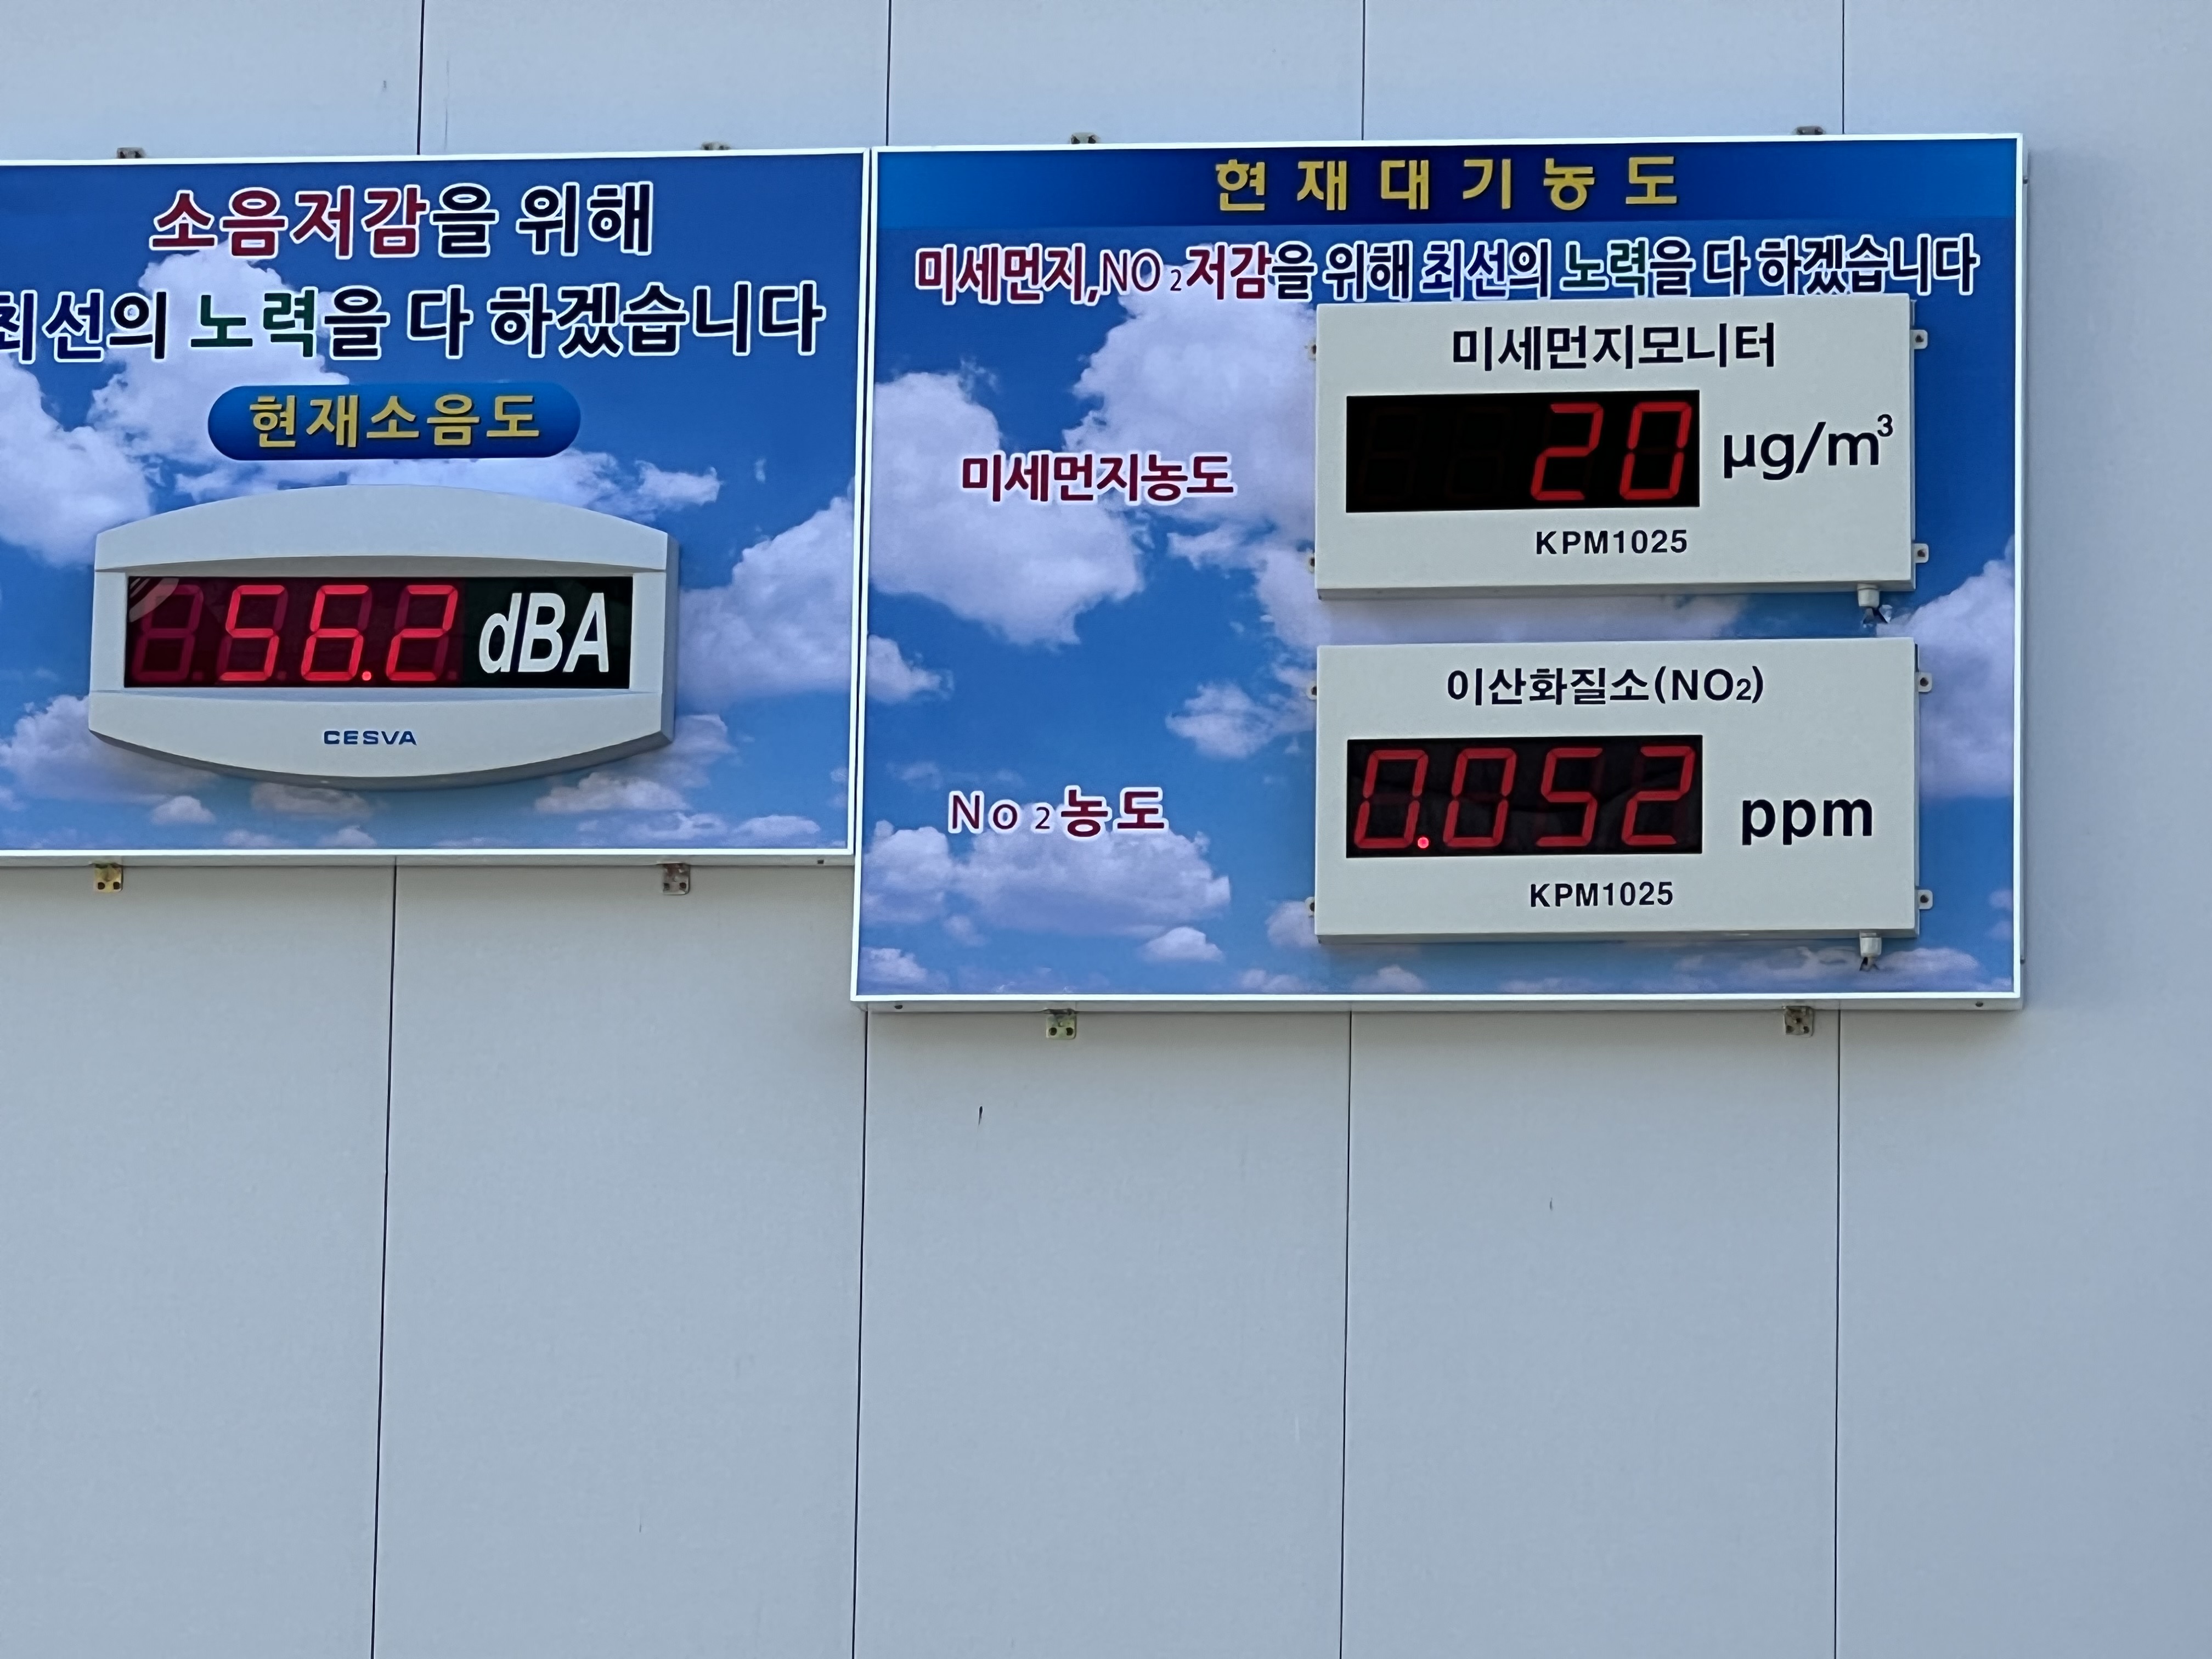 소음저감을 위해
최선의 노력을 다 하겠습니다
현재소음도
56.2 dBA
CESVA
현재대기농도
미세먼지,NO₂저감을 위해 최선의 노력을 다 하겠습니다
미세먼지모니터
미세먼지농도
20 µg/m³
KPM1025
이산화질소(NO₂)
No₂농도
0.052 ppm
KPM1025